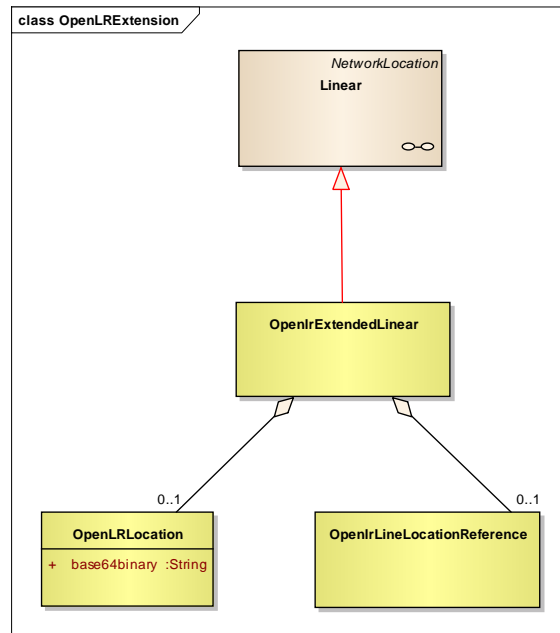 class OpenLRExtension
NetworkLocation
Linear
OpenlrExtendedLinear
0..1
0..1
OpenLRLocation
+ base64binary :String
OpenlrLineLocationReference